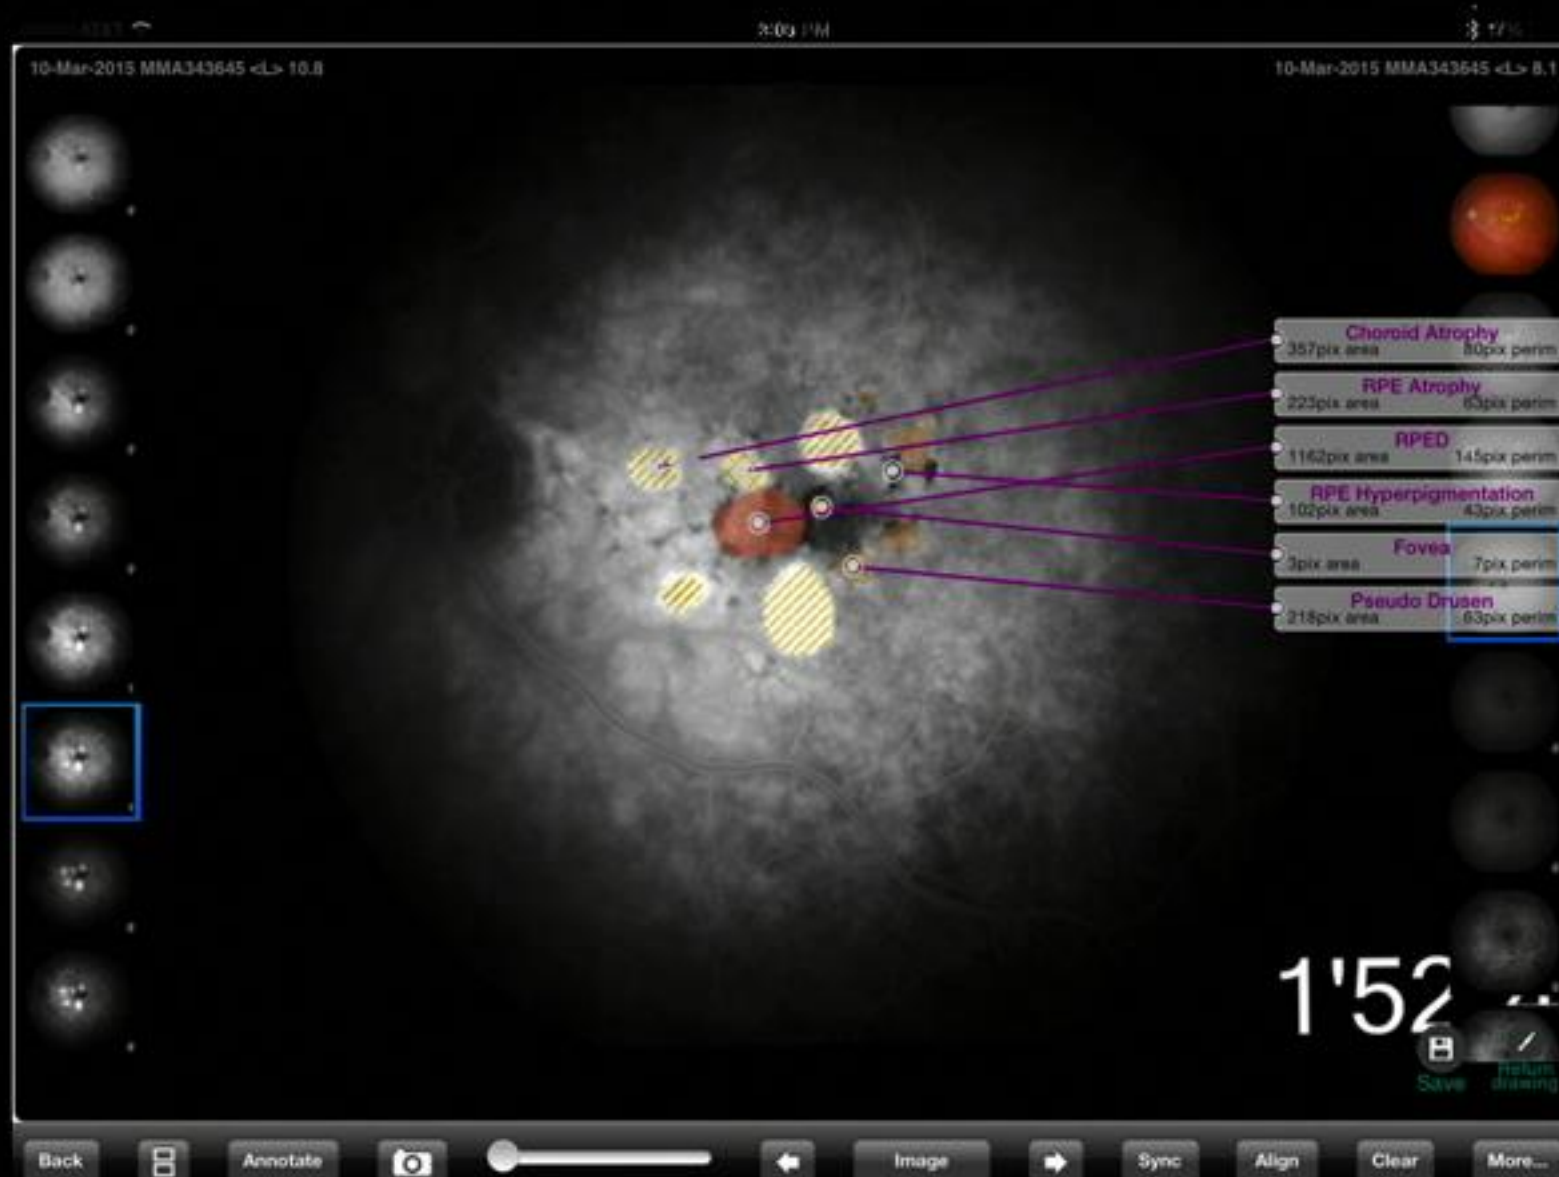 3:05 PM
10-Mar-2015 MMA343645 <L> 10.8
10-Mar-2015 MMA343645 <L> 8.1
Choroid Atrophy
357pix area 80pix perim
RPE Atrophy
223pix area 63pix perim
RPED
1162pix area 145pix perim
RPE Hyperpigmentation
102pix area 43pix perim
Fovea
3pix area 7pix perim
Pseudo Drusen
218pix area 63pix perim
1'52
Save
Return drawing
Back
Annotate
Image
Sync
Align
Clear
More...